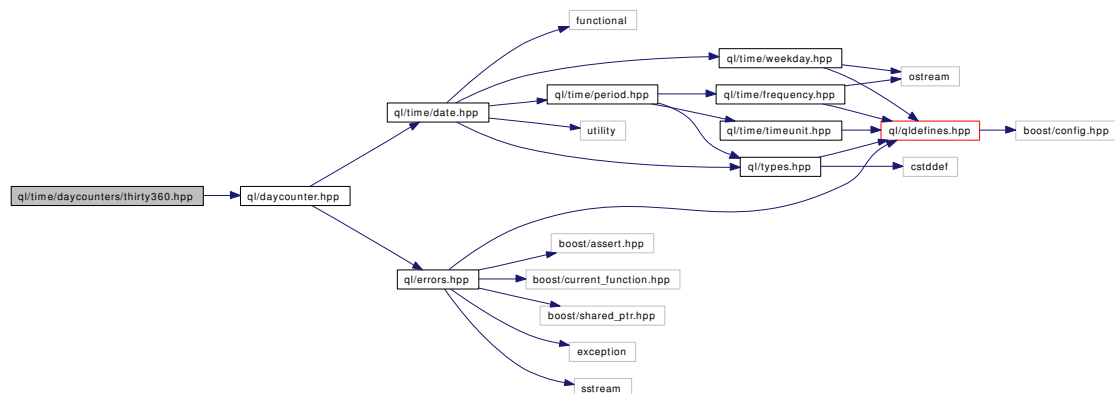 functional
ql/time/weekday.hpp
ostream
ql/time/period.hpp
ql/time/frequency.hpp
ql/time/date.hpp
utility
ql/time/timeunit.hpp
ql/qldefines.hpp
boost/config.hpp
ql/types.hpp
cstddef
ql/time/daycounters/thirty360.hpp
ql/daycounter.hpp
boost/assert.hpp
ql/errors.hpp
boost/current_function.hpp
boost/shared_ptr.hpp
exception
sstream